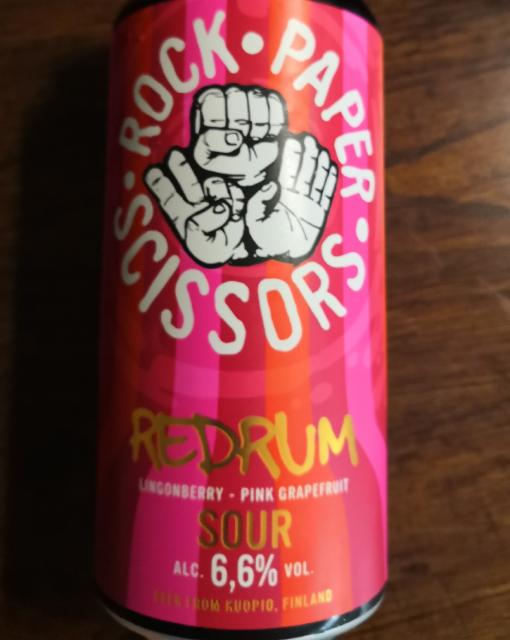 ROCK • PAPER • SCISSORS •
REDRUM
LINGONBERRY - PINK GRAPEFRUIT
SOUR
ALC. 6,6% VOL.
BEER FROM KUOPIO, FINLAND